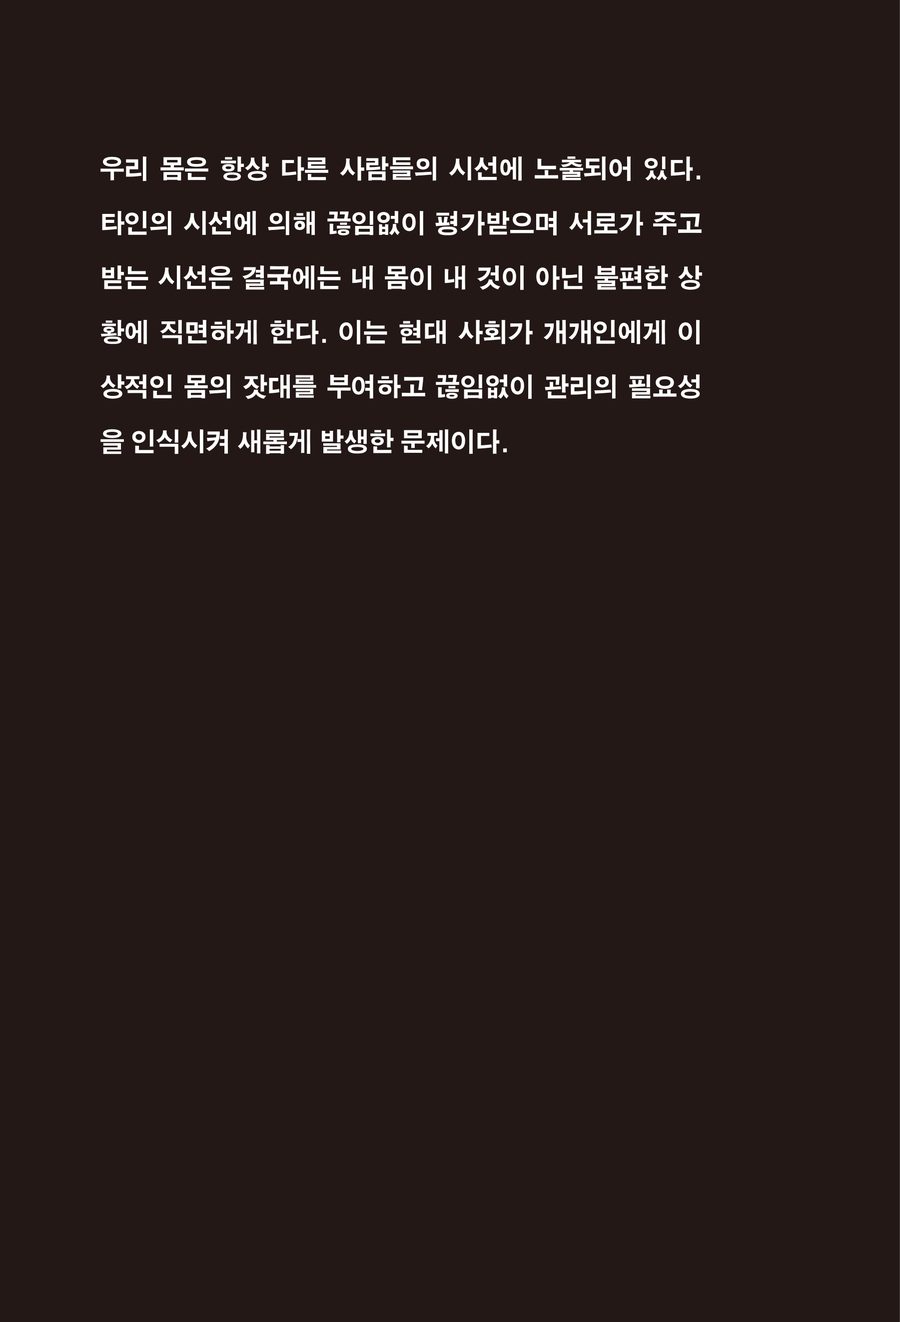 우리 몸은 항상 다른 사람들의 시선에 노출되어 있다.
타인의 시선에 의해 끊임없이 평가받으며 서로가 주고
받는 시선은 결국에는 내 몸이 내 것이 아닌 불편한 상
황에 직면하게 한다. 이는 현대 사회가 개개인에게 이
상적인 몸의 잣대를 부여하고 끊임없이 관리의 필요성
을 인식시켜 새롭게 발생한 문제이다.